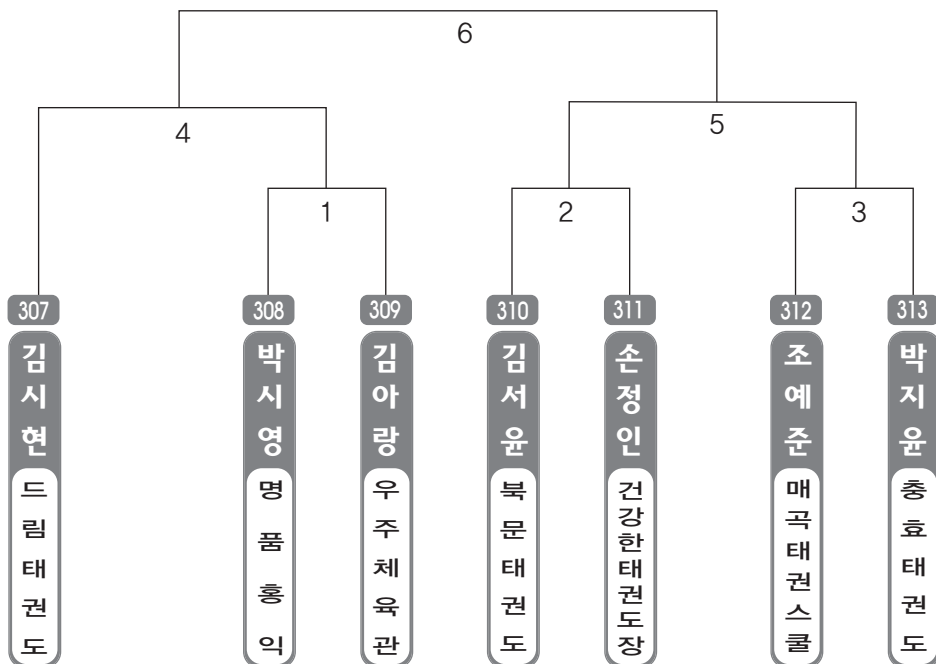 6
4
5
1
2
3
307
308
309
310
311
312
313
김시현
박시영
김아랑
김서윤
손정인
조예준
박지윤
드림태권도
명품홍익
우주체육관
북문태권도
건강한태권도장
매곡태권스쿨
충효태권도